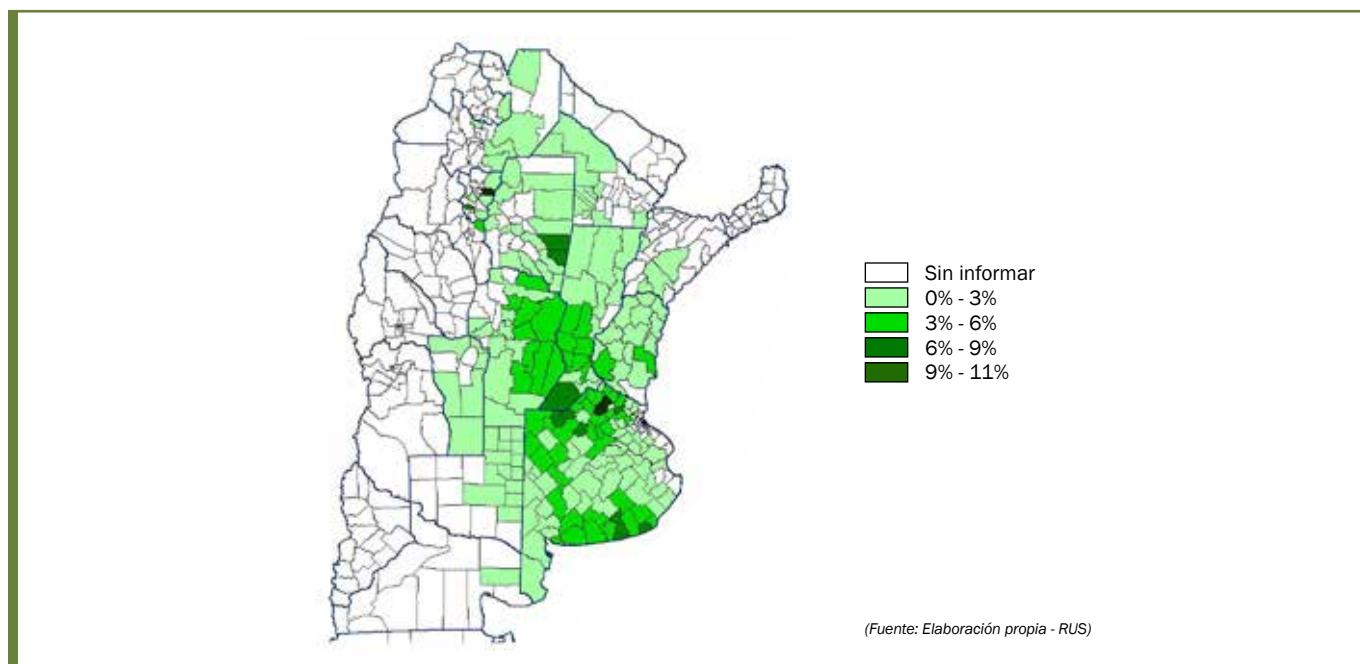 Sin informar
0% - 3%
3% - 6%
6% - 9%
9% - 11%
(Fuente: Elaboración propia - RUS)